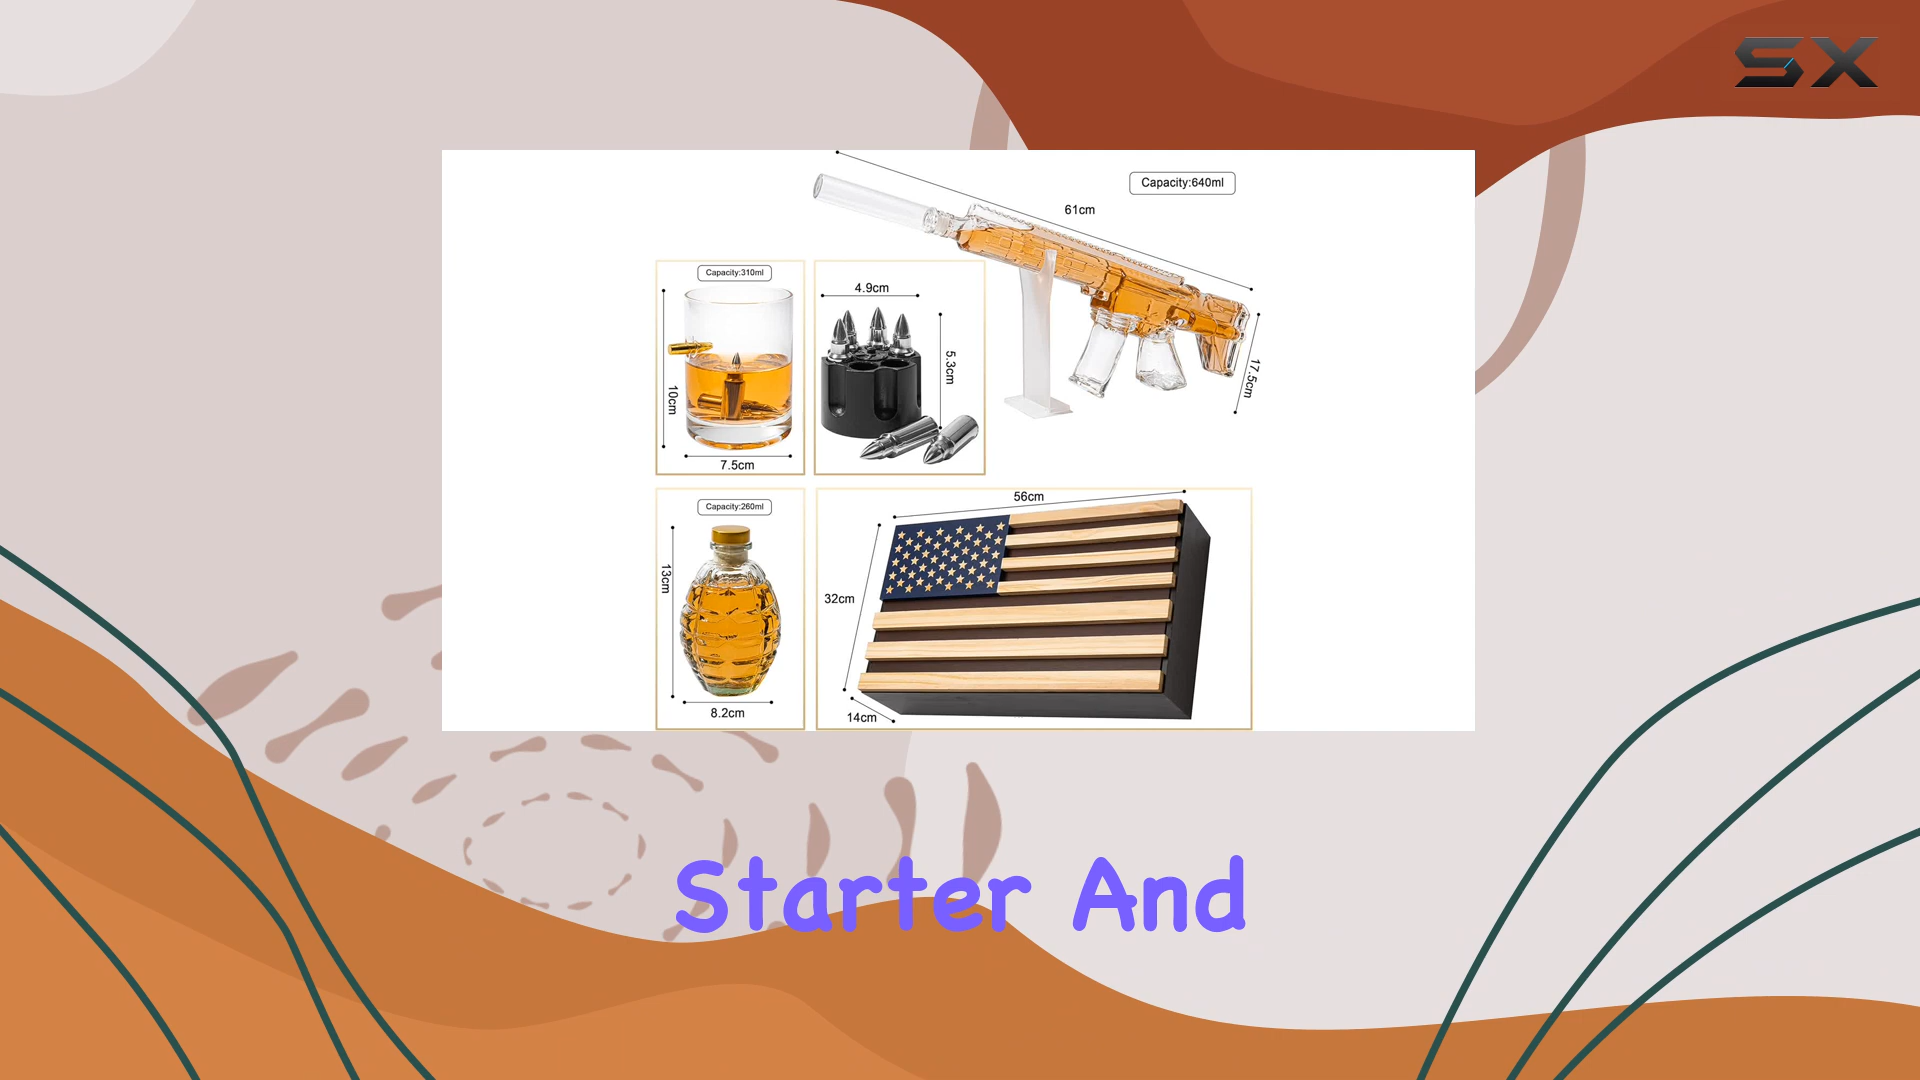 SX
Capacity:640ml
61cm
Capacity:310ml
4.9cm
5.3cm
10cm
17.5cm
7.5cm
56cm
Capacity:260ml
13cm
32cm
8.2cm
14cm
Starter And